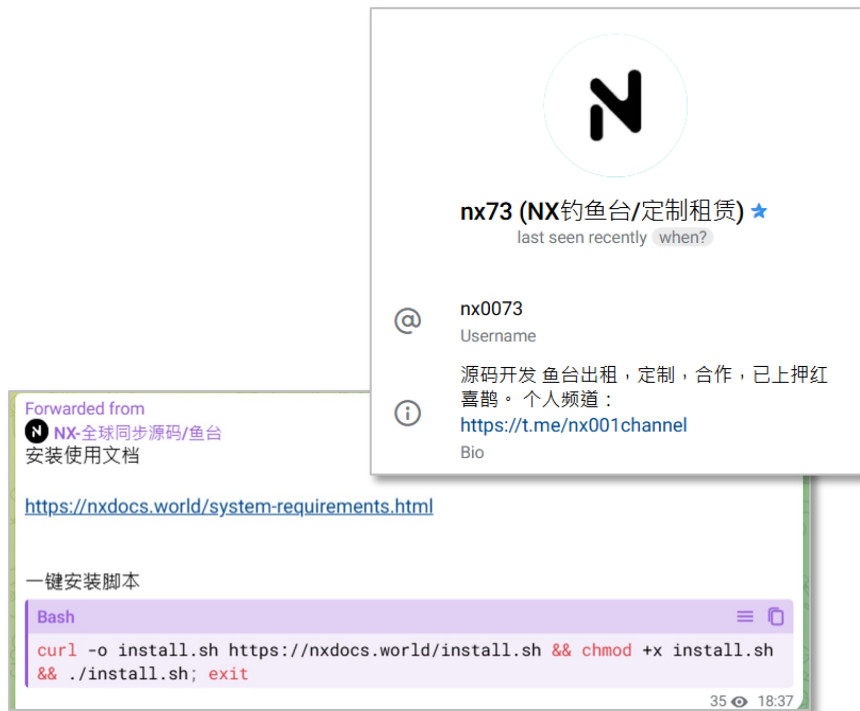 nx73 (NX钓鱼台/定制租赁)
last seen recently when?
nx0073
Username
源码开发 鱼台出租，定制，合作，已上押红
喜鹊。 个人频道：
https://t.me/nx001channel
Bio
Forwarded from
NX-全球同步源码/鱼台
安装使用文档
https://nxdocs.world/system-requirements.html
一键安装脚本
Bash
curl -o install.sh https://nxdocs.world/install.sh && chmod +x install.sh
&& ./install.sh; exit
35 18:37